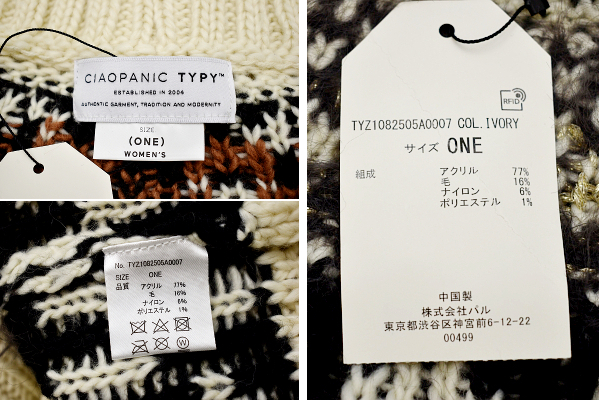 CIAOPANIC TYPY™
ESTABLISHED IN 2004
AUTHENTIC GARMENT, TRADITION AND MODERNITY
SIZE
(ONE)
WOMEN'S
No. TYZ1082505A0007
SIZE ONE
品質 アクリル 77%
毛 16%
ナイロン 6%
ポリエステル 1%
W
RFID
TYZ1082505A0007 COL.IVORY
サイズ ONE
組成 アクリル 77%
毛 16%
ナイロン 6%
ポリエステル 1%
中国製
株式会社パル
東京都渋谷区神宮前6-12-22
00499